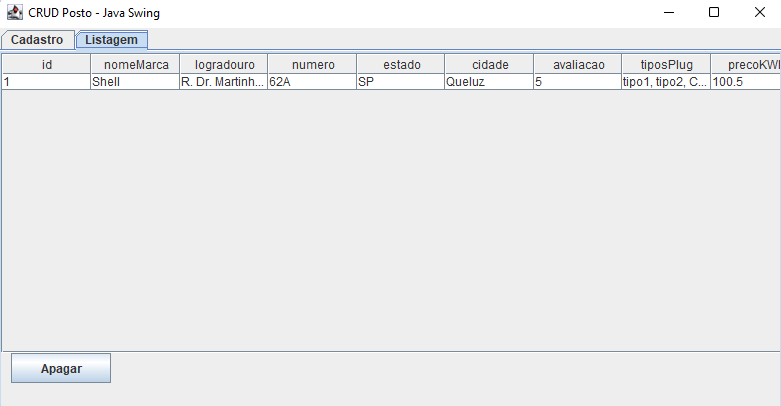 CRUD Posto - Java Swing
Cadastro Listagem
id nomeMarca logradouro numero estado cidade avaliacao tiposPlug precoKW
1 Shell R. Dr. Martinh... 62A SP Queluz 5 tipo1, tipo2, C... 100.5
Apagar